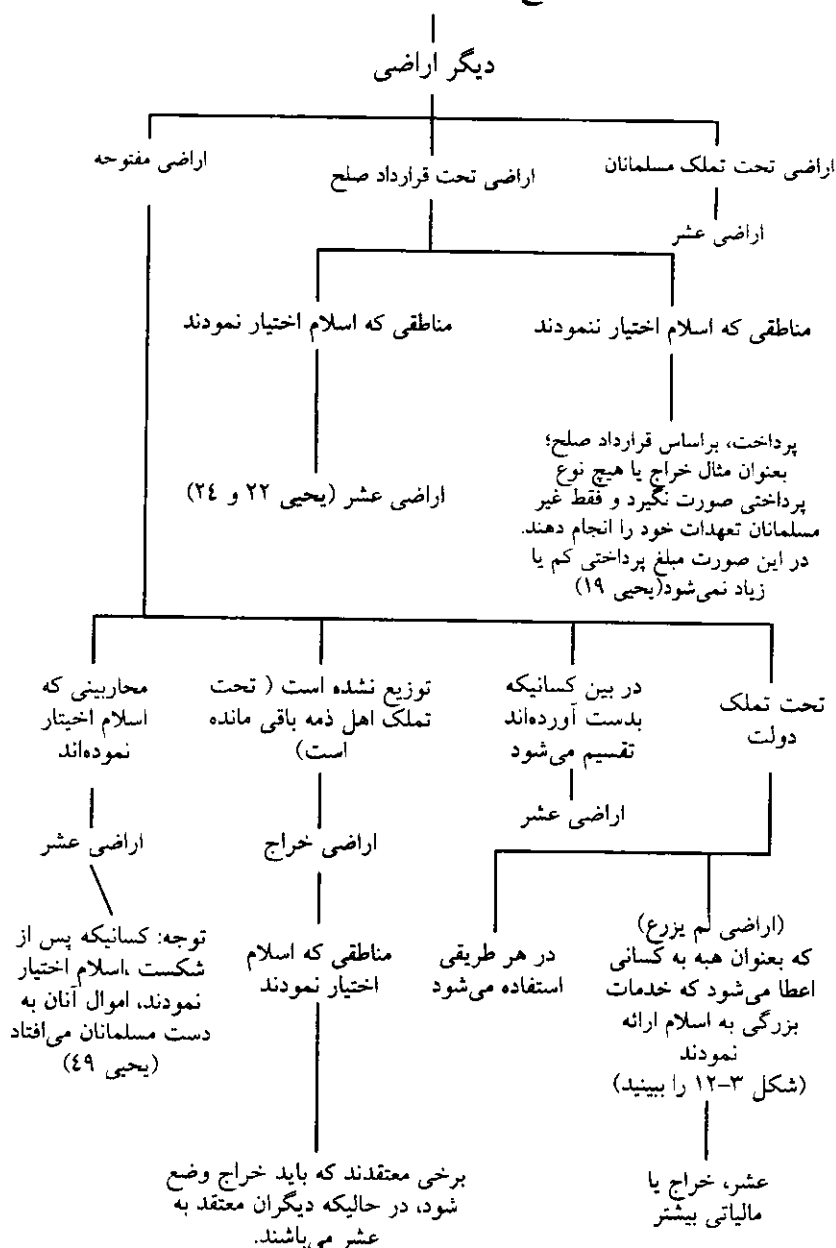 دیگر اراضی
اراضی تحت تملک مسلمانان
اراضی عشر
اراضی تحت قرارداد صلح
اراضی مفتوحه
مناطقی که اسلام اختیار ننمودند
پرداخت، براساس قرارداد صلح؛
بعنوان مثال خراج یا هیچ نوع
پرداختی صورت نگیرد و فقط غیر
مسلمانان تعهدات خود را انجام دهند.
در این صورت مبلغ پرداختی کم یا
زیاد نمی‌شود(یحیی ۱۹)
مناطقی که اسلام اختیار نمودند
اراضی عشر (یحیی ۲۲ و ۲٤)
تحت تملک
دولت
(اراضی لم یزرع)
که بعنوان هبه به کسانی
اعطا می‌شود که خدمات
بزرگی به اسلام ارائه
نمودند
(شکل ۳-۱۲ را ببینید)
عشر، خراج یا
مالیاتی بیشتر
در هر طریقی
استفاده می‌شود
در بین کسانیکه
بدست آورده‌اند
تقسیم می‌شود
اراضی عشر
توزیع نشده است ( تحت
تملک اهل ذمه باقی مانده
است)
اراضی خراج
مناطقی که اسلام
اختیار نمودند
برخی معتقدند که باید خراج وضع
شود، در حالیکه دیگران معتقد به
عشر می‌باشند.
محاربینی که
اسلام اخیتار
نموده‌اند
اراضی عشر
توجه: کسانیکه پس از
شکست ،اسلام اختیار
نمودند، اموال آنان به
دست مسلمانان می‌افتاد
(یحیی ٤۹)